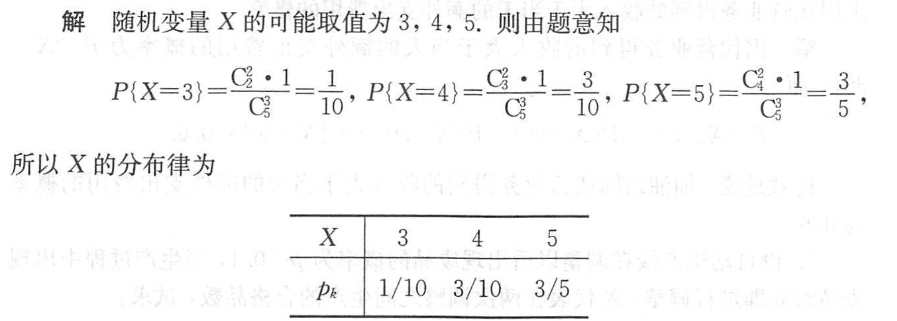 解 随机变量 X 的可能取值为 3, 4, 5. 则由题意知
P{X=3}=\frac{C_2^2·1}{C_5^3}=\frac{1}{10}, P{X=4}=\frac{C_3^2·1}{C_5^3}=\frac{3}{10}, P{X=5}=\frac{C_4^2·1}{C_5^3}=\frac{3}{5},
所以 X 的分布律为
X 3 4 5
p_k 1/10 3/10 3/5